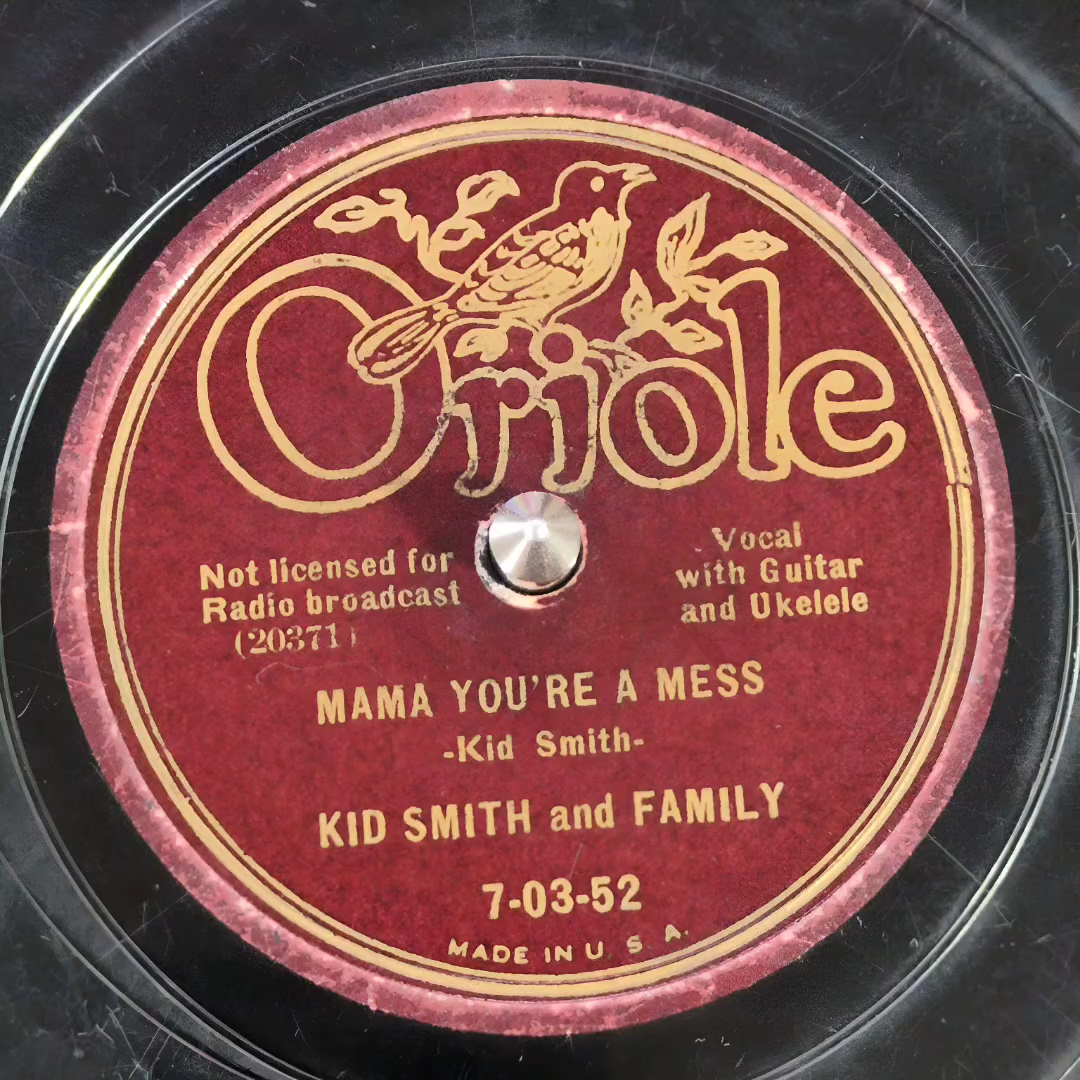 Oriole
Not licensed for
Radio broadcast
(20371)
Vocal
with Guitar
and Ukelele
MAMA YOU'RE A MESS
-Kid Smith-
KID SMITH and FAMILY
7-03-52
MADE IN U. S. A.